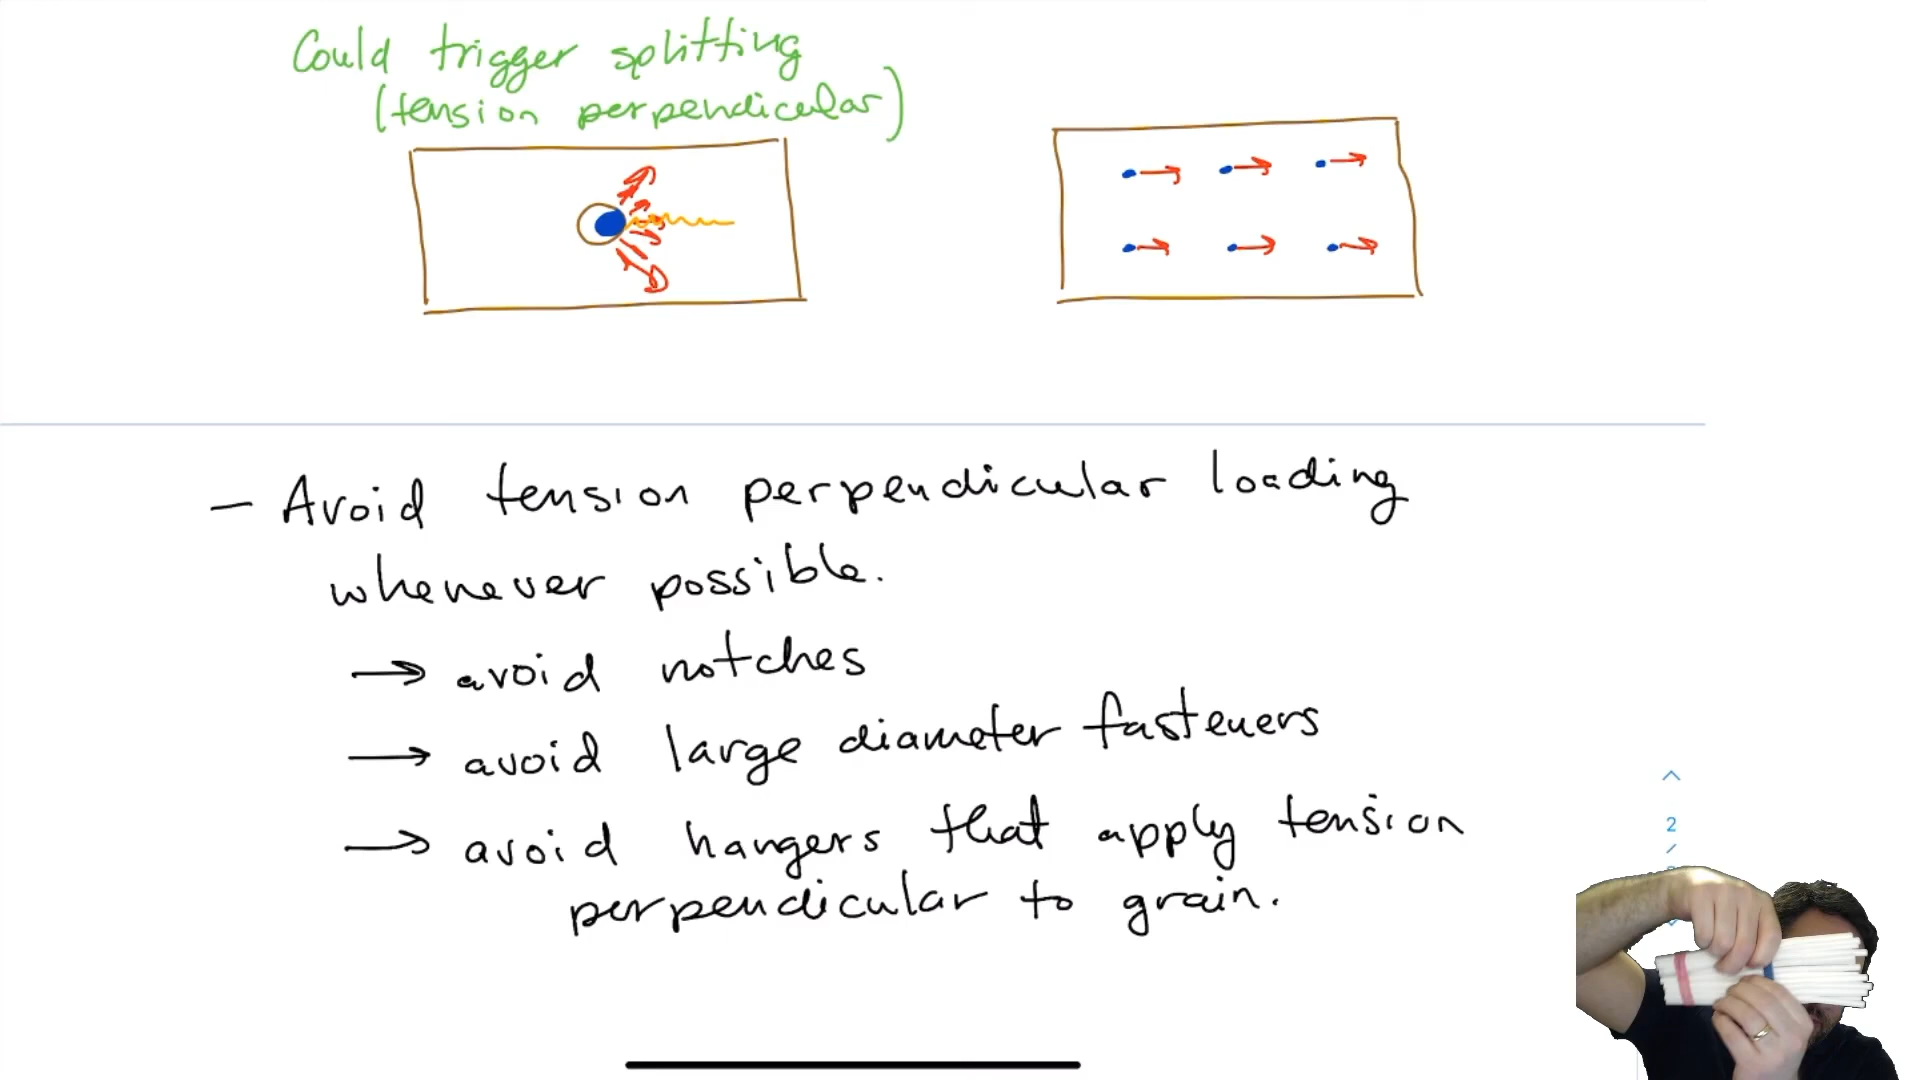 Could trigger splitting
(tension perpendicular)
- Avoid tension perpendicular loading
whenever possible.
→ avoid notches
→ avoid large diameter fasteners
→ avoid hangers that apply tension
perpendicular to grain.
2
/